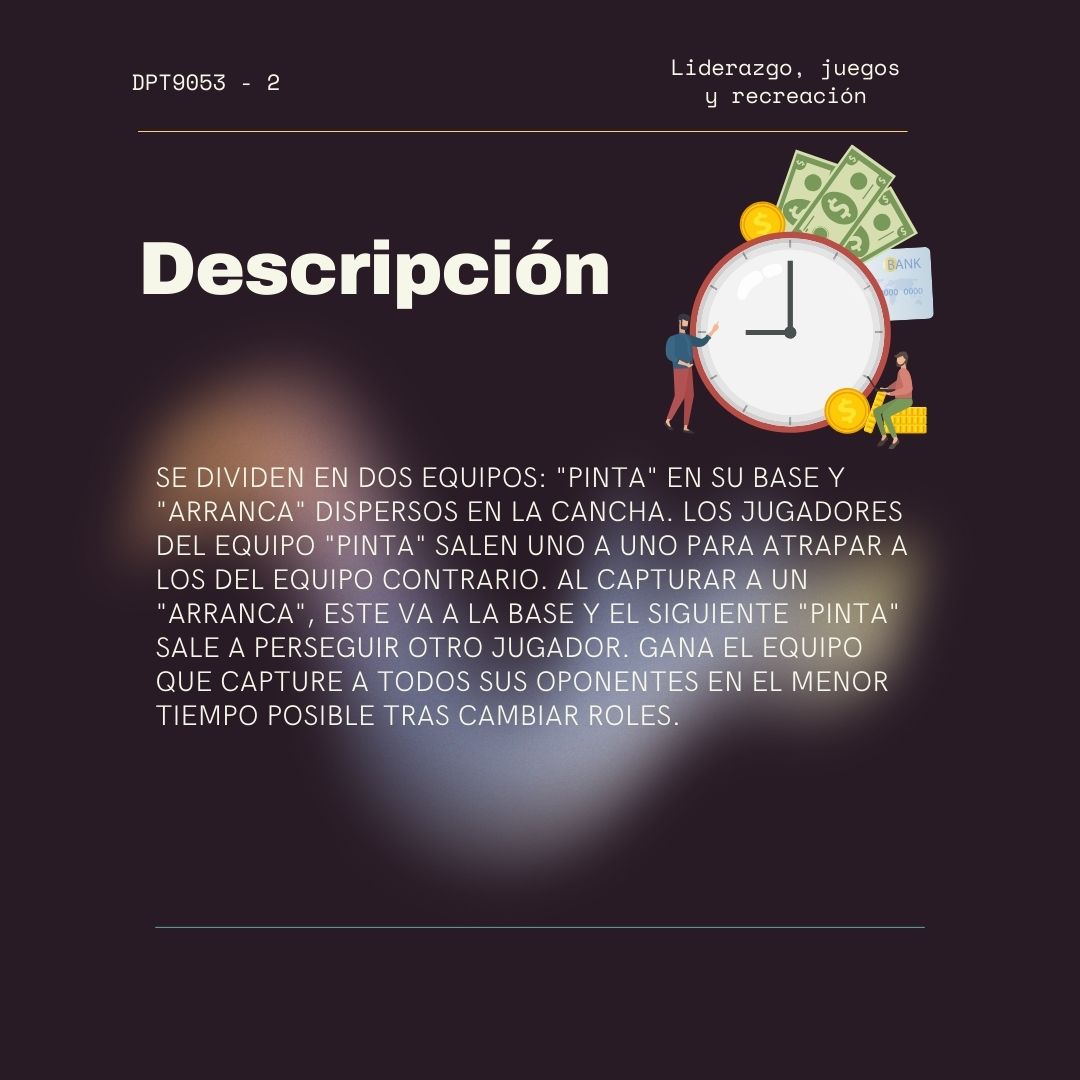 DPT9053 - 2
Liderazgo, juegos
y recreación
Descripción
BANK
SE DIVIDEN EN DOS EQUIPOS: "PINTA" EN SU BASE Y
"ARRANCA" DISPERSOS EN LA CANCHA. LOS JUGADORES
DEL EQUIPO "PINTA" SALEN UNO A UNO PARA ATRAPAR A
LOS DEL EQUIPO CONTRARIO. AL CAPTURAR A UN
"ARRANCA", ESTE VA A LA BASE Y EL SIGUIENTE "PINTA"
SALE A PERSEGUIR OTRO JUGADOR. GANA EL EQUIPO
QUE CAPTURE A TODOS SUS OPONENTES EN EL MENOR
TIEMPO POSIBLE TRAS CAMBIAR ROLES.